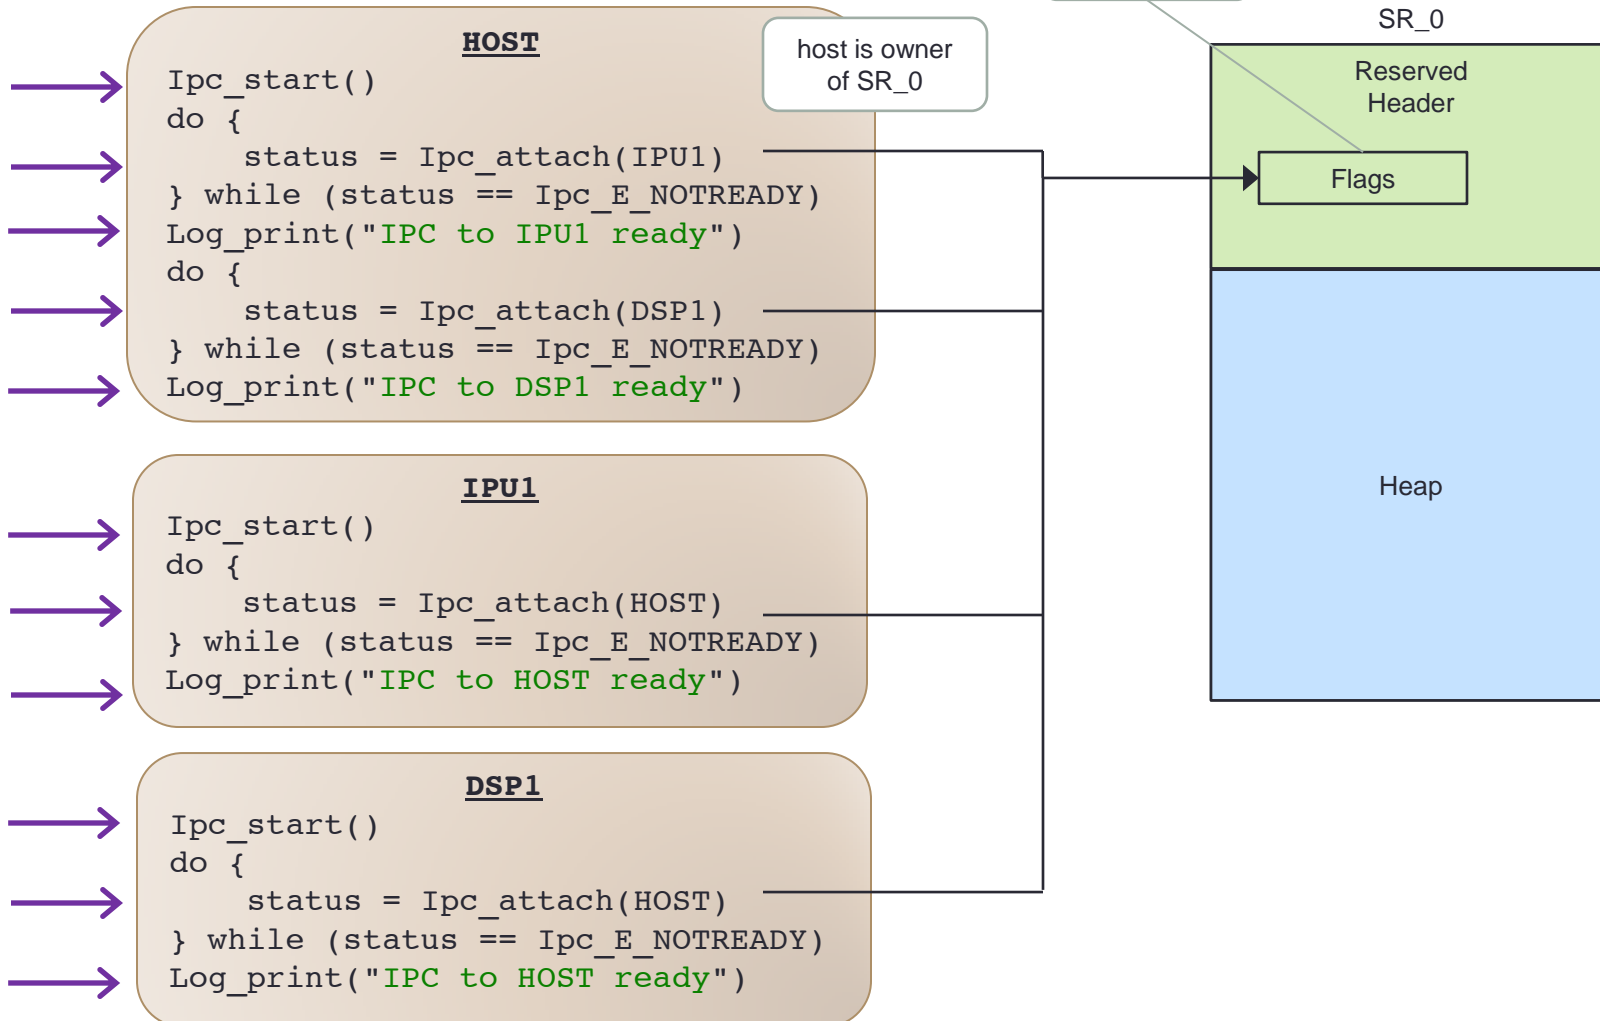 HOST
Ipc_start()
do {
    status = Ipc_attach(IPU1)
} while (status == Ipc_E_NOTREADY)
Log_print("IPC to IPU1 ready")
do {
    status = Ipc_attach(DSP1)
} while (status == Ipc_E_NOTREADY)
Log_print("IPC to DSP1 ready")
host is owner
of SR_0
SR_0
Reserved
Header
Flags
Heap
IPU1
Ipc_start()
do {
    status = Ipc_attach(HOST)
} while (status == Ipc_E_NOTREADY)
Log_print("IPC to HOST ready")
DSP1
Ipc_start()
do {
    status = Ipc_attach(HOST)
} while (status == Ipc_E_NOTREADY)
Log_print("IPC to HOST ready")